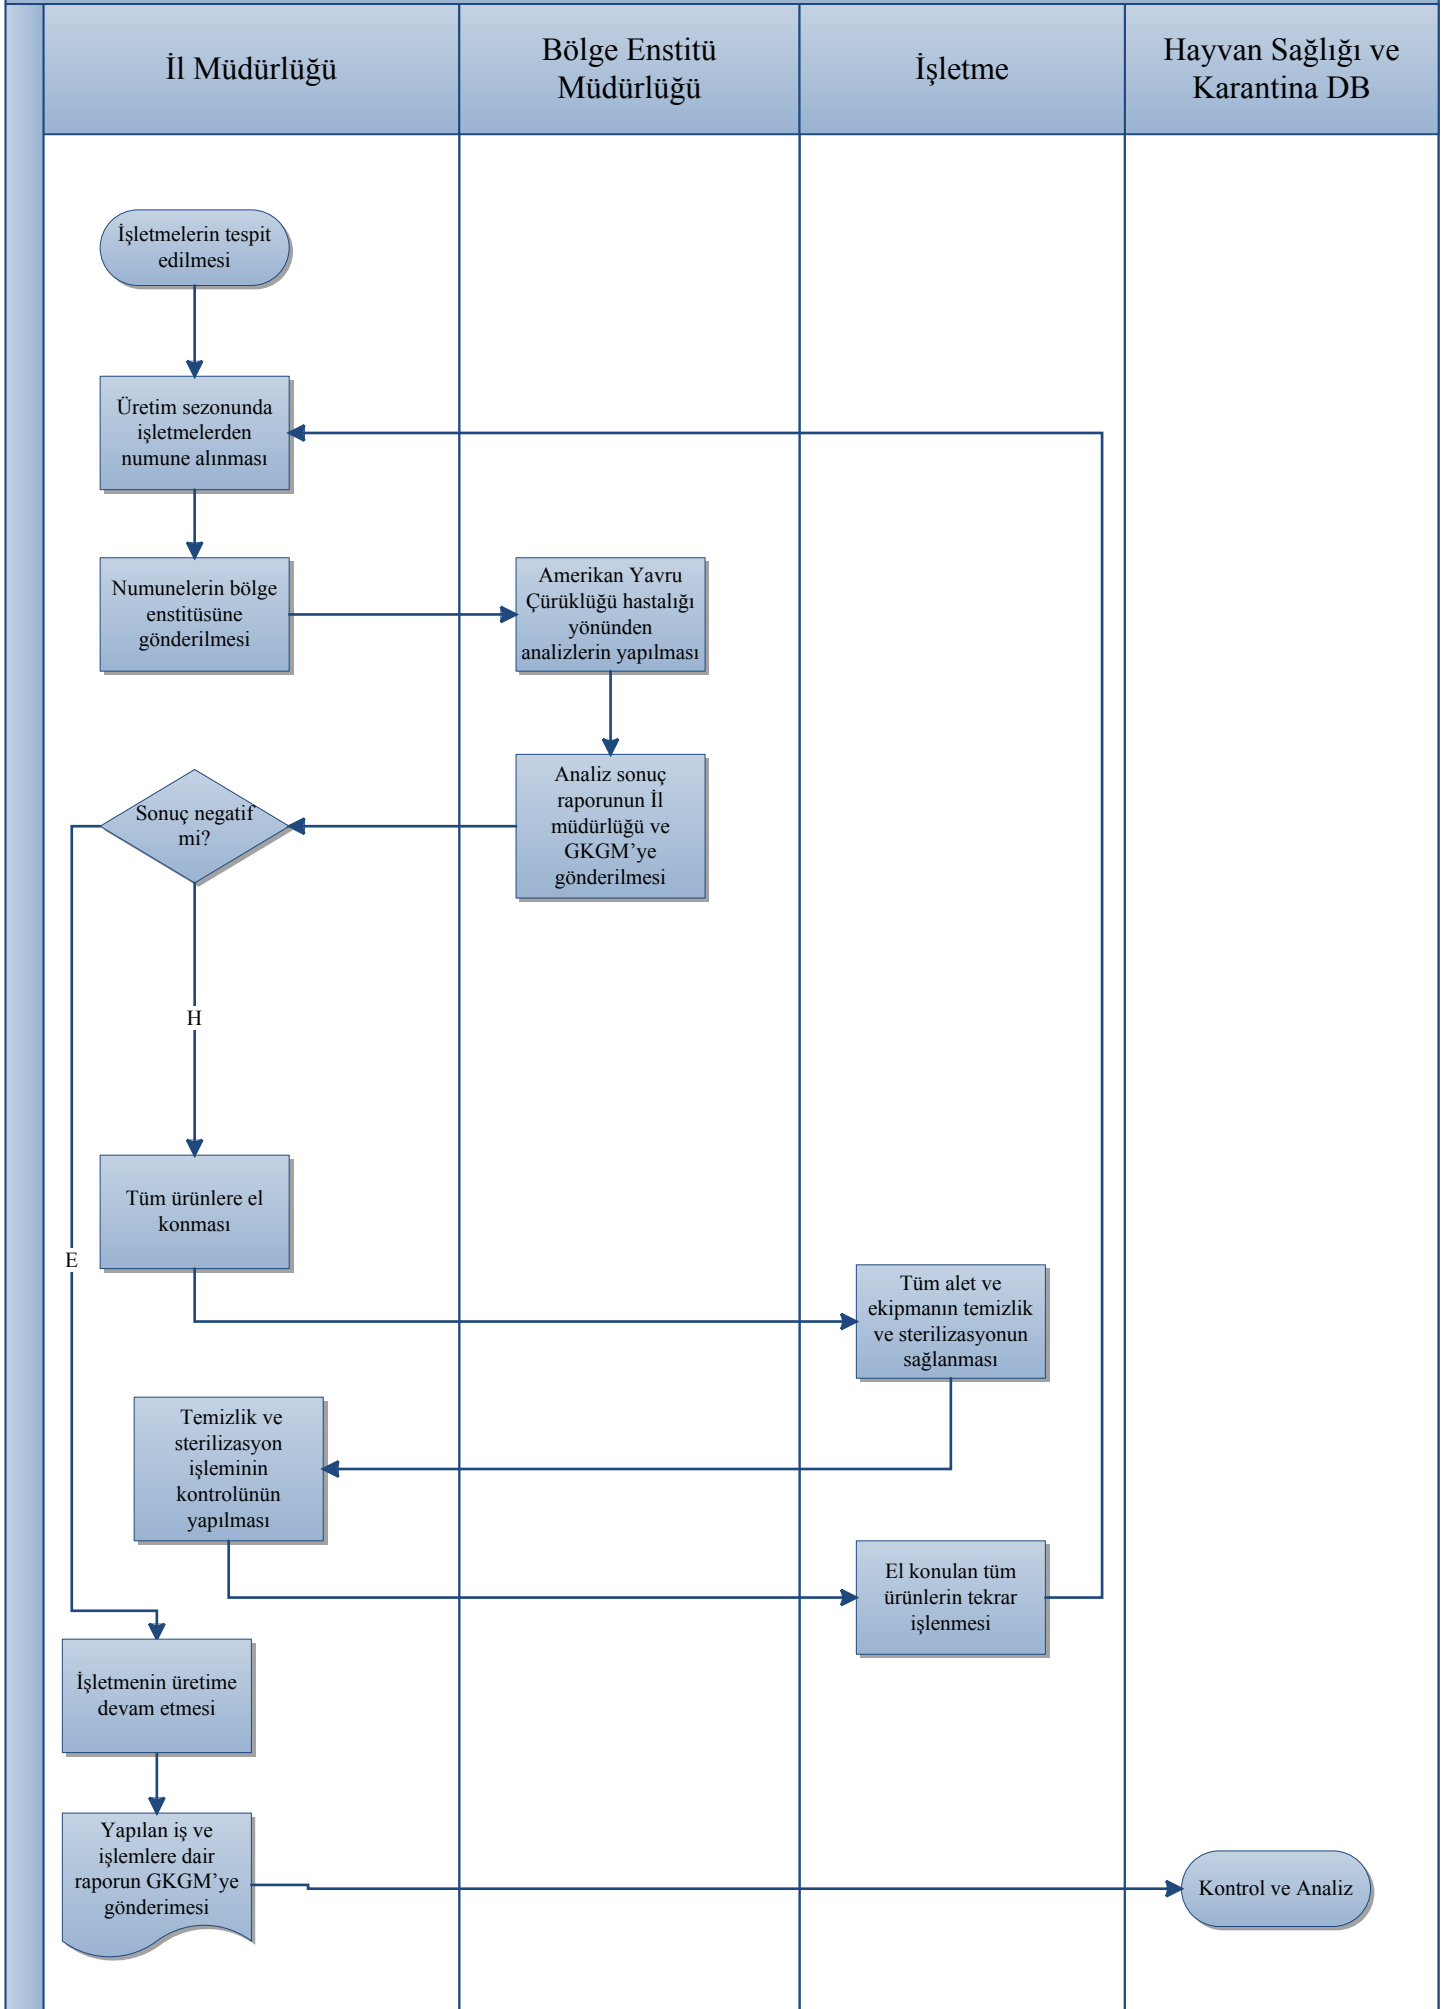 İl Müdürlüğü
Bölge Enstitü
Müdürlüğü
İşletme
Hayvan Sağlığı ve
Karantina DB
İşletmelerin tespit
edilmesi
Üretim sezonunda
işletmelerden
numune alınması
Numunelerin bölge
enstitüsüne
gönderilmesi
Amerikan Yavru
Çürüklüğü hastalığı
yönünden
analizlerin yapılması
Analiz sonuç
raporunun İl
müdürlüğü ve
GKGM’ye
gönderilmesi
Sonuç negatif
mi?
H
Tüm ürünlere el
konması
E
Tüm alet ve
ekipmanın temizlik
ve sterilizasyonun
sağlanması
Temizlik ve
sterilizasyon
işleminin
kontrolünün
yapılması
El konulan tüm
ürünlerin tekrar
işlenmesi
İşletmenin üretime
devam etmesi
Yapılan iş ve
işlemlere dair
raporun GKGM’ye
gönderimesi
Kontrol ve Analiz